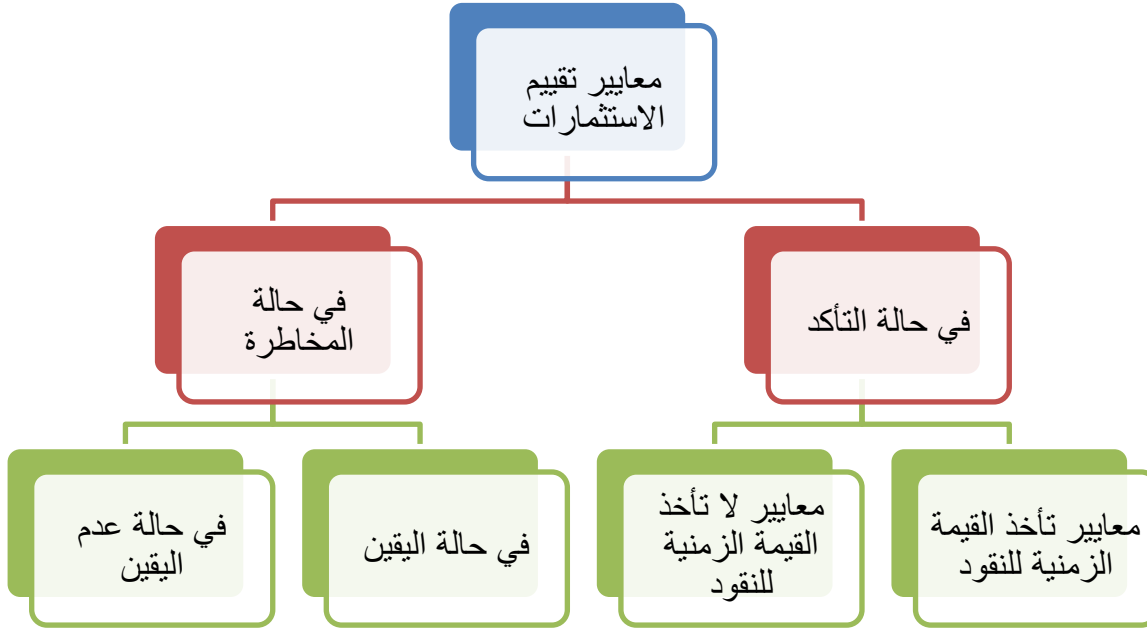 معايير تقييم
الاستثمارات
في حالة التأكد
في حالة
المخاطرة
معايير تأخذ القيمة
الزمنية للنقود
معايير لا تأخذ
القيمة الزمنية
للنقود
في حالة اليقين
في حالة عدم
اليقين